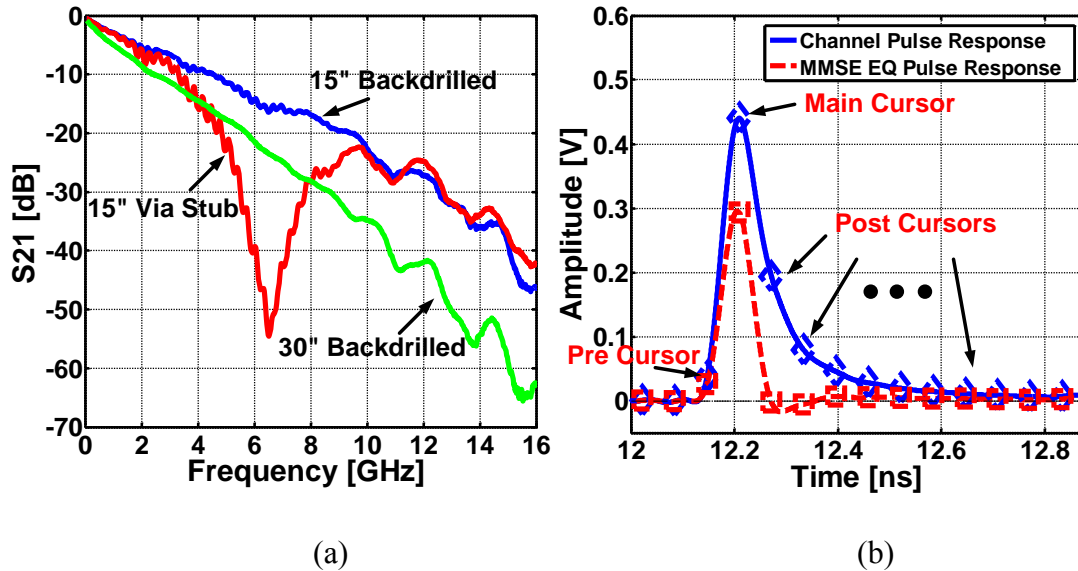 0
-10
-20
-30
-40
-50
-60
-70
0
2
4
6
8
10
12
14
16
S21 [dB]
Frequency [GHz]
15" Backdrilled
15" Via Stub
30" Backdrilled
(a)
0.6
0.5
0.4
0.3
0.2
0.1
0
12
12.2
12.4
12.6
12.8
Amplitude [V]
Time [ns]
Channel Pulse Response
MMSE EQ Pulse Response
Main Cursor
Post Cursors
Pre Cursor
(b)